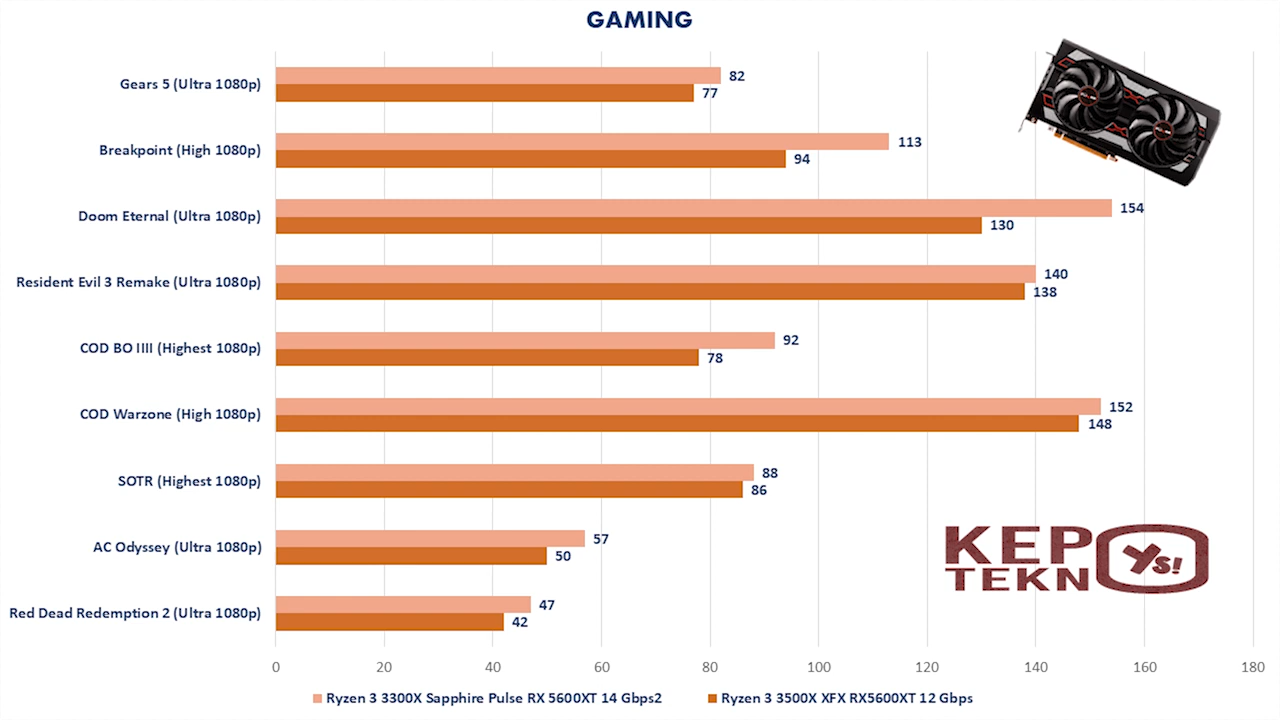 GAMING
Gears 5 (Ultra 1080p)
82
77
Breakpoint (High 1080p)
113
94
Doom Eternal (Ultra 1080p)
154
130
Resident Evil 3 Remake (Ultra 1080p)
140
138
COD BO IIII (Highest 1080p)
92
78
COD Warzone (High 1080p)
152
148
SOTR (Highest 1080p)
88
86
AC Odyssey (Ultra 1080p)
57
50
Red Dead Redemption 2 (Ultra 1080p)
47
42
KEP
TEKN
Ys!
0 20 40 60 80 100 120 140 160 180
Ryzen 3 3300X Sapphire Pulse RX 5600XT 14 Gbps2
Ryzen 3 3500X XFX RX5600XT 12 Gbps